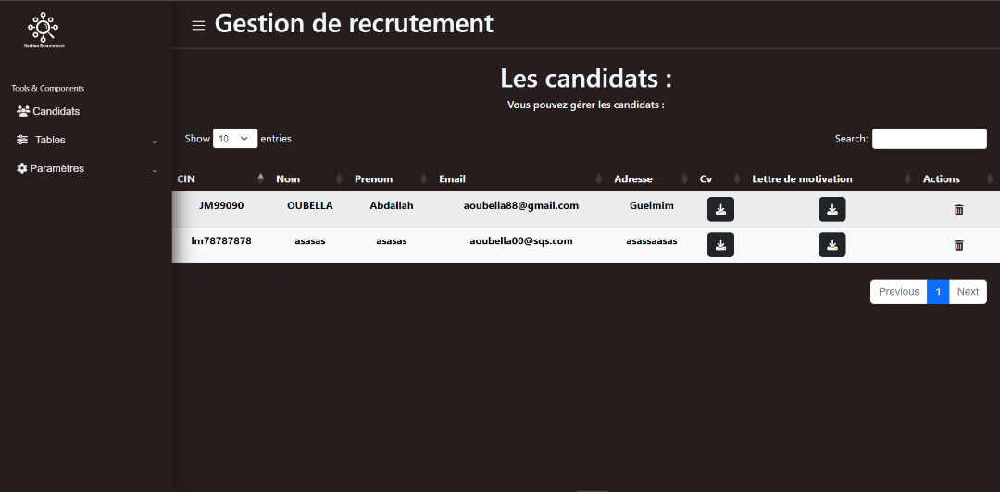 Gestion Recrutement
Gestion de recrutement
Tools & Components
Candidats
Tables
Paramètres
Les candidats :
Vous pouvez gérer les candidats :
Show 10 entries
Search:
CIN Nom Prenom Email Adresse Cv Lettre de motivation Actions
JM99090 OUBELLA Abdallah aoubella88@gmail.com Guelmim
lm78787878 asasas asasas aoubella00@sqs.com asassaasas
Previous 1 Next